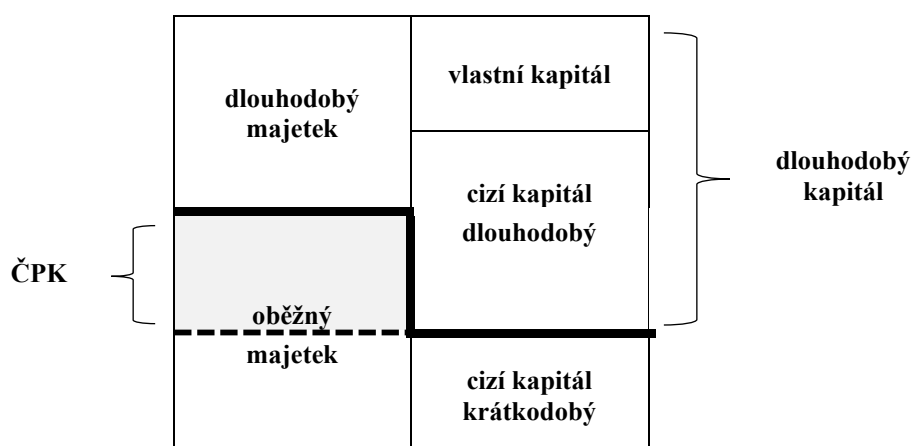 dlouhodobý
majetek
vlastní kapitál
cizí kapitál
dlouhodobý
dlouhodobý
kapitál
ČPK
oběžný
majetek
cizí kapitál
krátkodobý